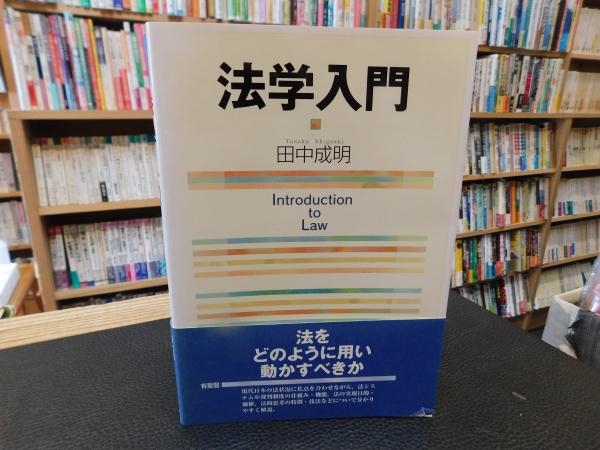 法学入門
Tanaka Shigeaki
田中成明
Introduction
to
Law
法を
どのように用い
動かすべきか
有斐閣
現代日本の法状況に焦点を合わせながら、法シス
テムや裁判制度の仕組み・機能、法の実現目的・
価値、法的思考の特徴・技法などについて分かり
やすく解説。